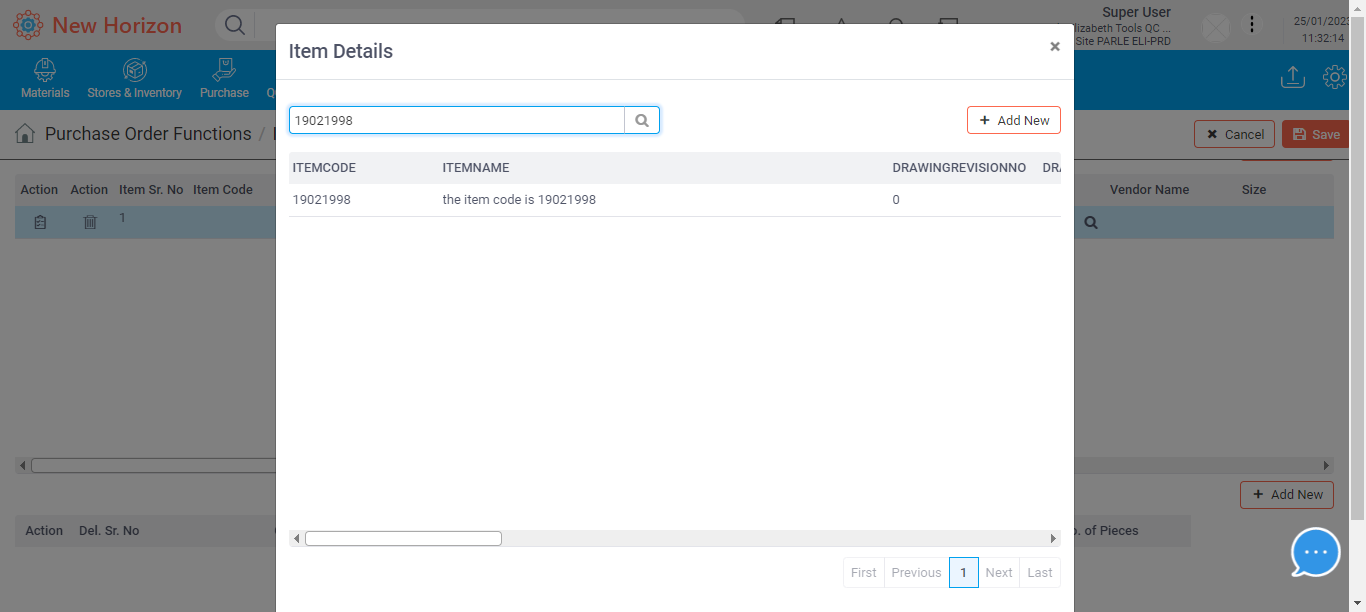 New Horizon
Super User
lizabeth Tools QC ...
Site PARLE ELI-PRD
25/01/2023
11:32:14
Materials
Stores & Inventory
Purchase
Purchase Order Functions /
Cancel
Save
Item Details
×
19021998
+ Add New
ITEMCODE ITEMNAME DRAWINGREVISIONNO DRA
19021998 the item code is 19021998 0
Action Action Item Sr. No Item Code Vendor Name Size
1
+ Add New
Action Del. Sr. No of Pieces
First Previous 1 Next Last